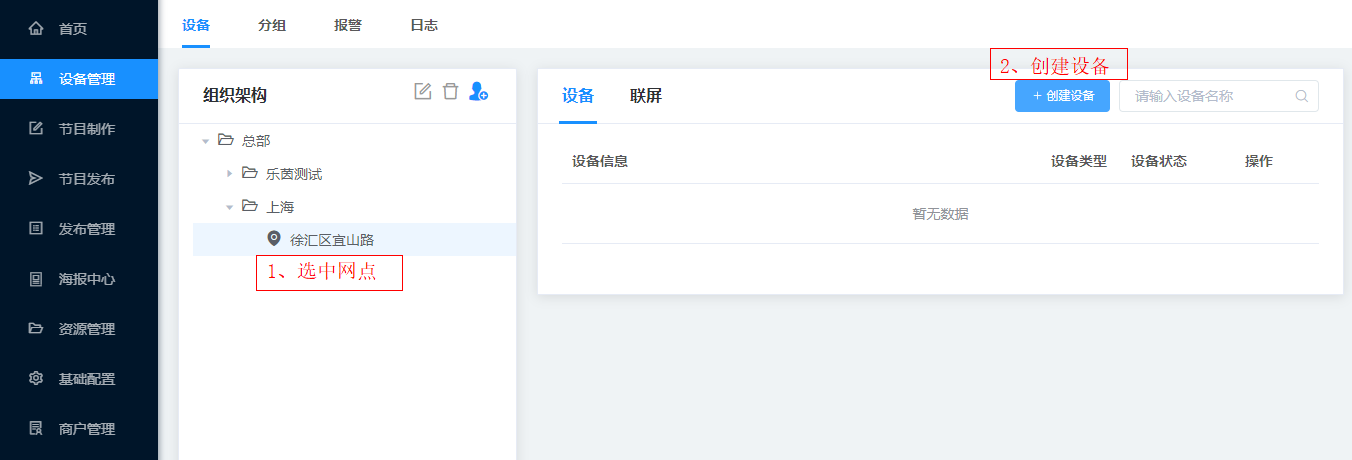 首页
设备管理
节目制作
节目发布
发布管理
海报中心
资源管理
基础配置
商户管理
设备 分组 报警 日志
组织架构
总部
乐茵测试
上海
徐汇区宜山路
1、选中网点
2、创建设备
设备 联屏
+ 创建设备 请输入设备名称
设备信息 设备类型 设备状态 操作
暂无数据